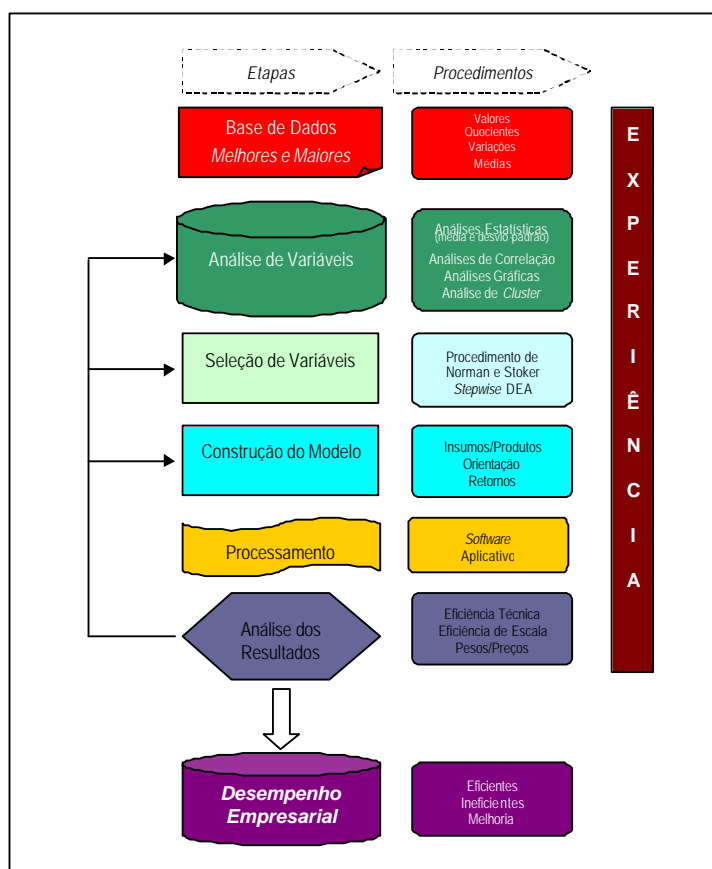 Etapas
Procedimentos
Base de Dados
Melhores e Maiores
Valores
Quocientes
Variações
Médias
Análise de Variáveis
Análises Estatísticas
(média e desvio padrão)
Análises de Correlação
Análises Gráficas
Análise de Cluster
Seleção de Variáveis
Procedimento de
Norman e Stoker
Stepwise DEA
Construção do Modelo
Insumos/Produtos
Orientação
Retornos
Processamento
Software
Aplicativo
Análise dos
Resultados
Eficiência Técnica
Eficiência de Escala
Pesos/Preços
Desempenho
Empresarial
Eficientes
Ineficientes
Melhoria
E
X
P
E
R
I
Ê
N
C
I
A